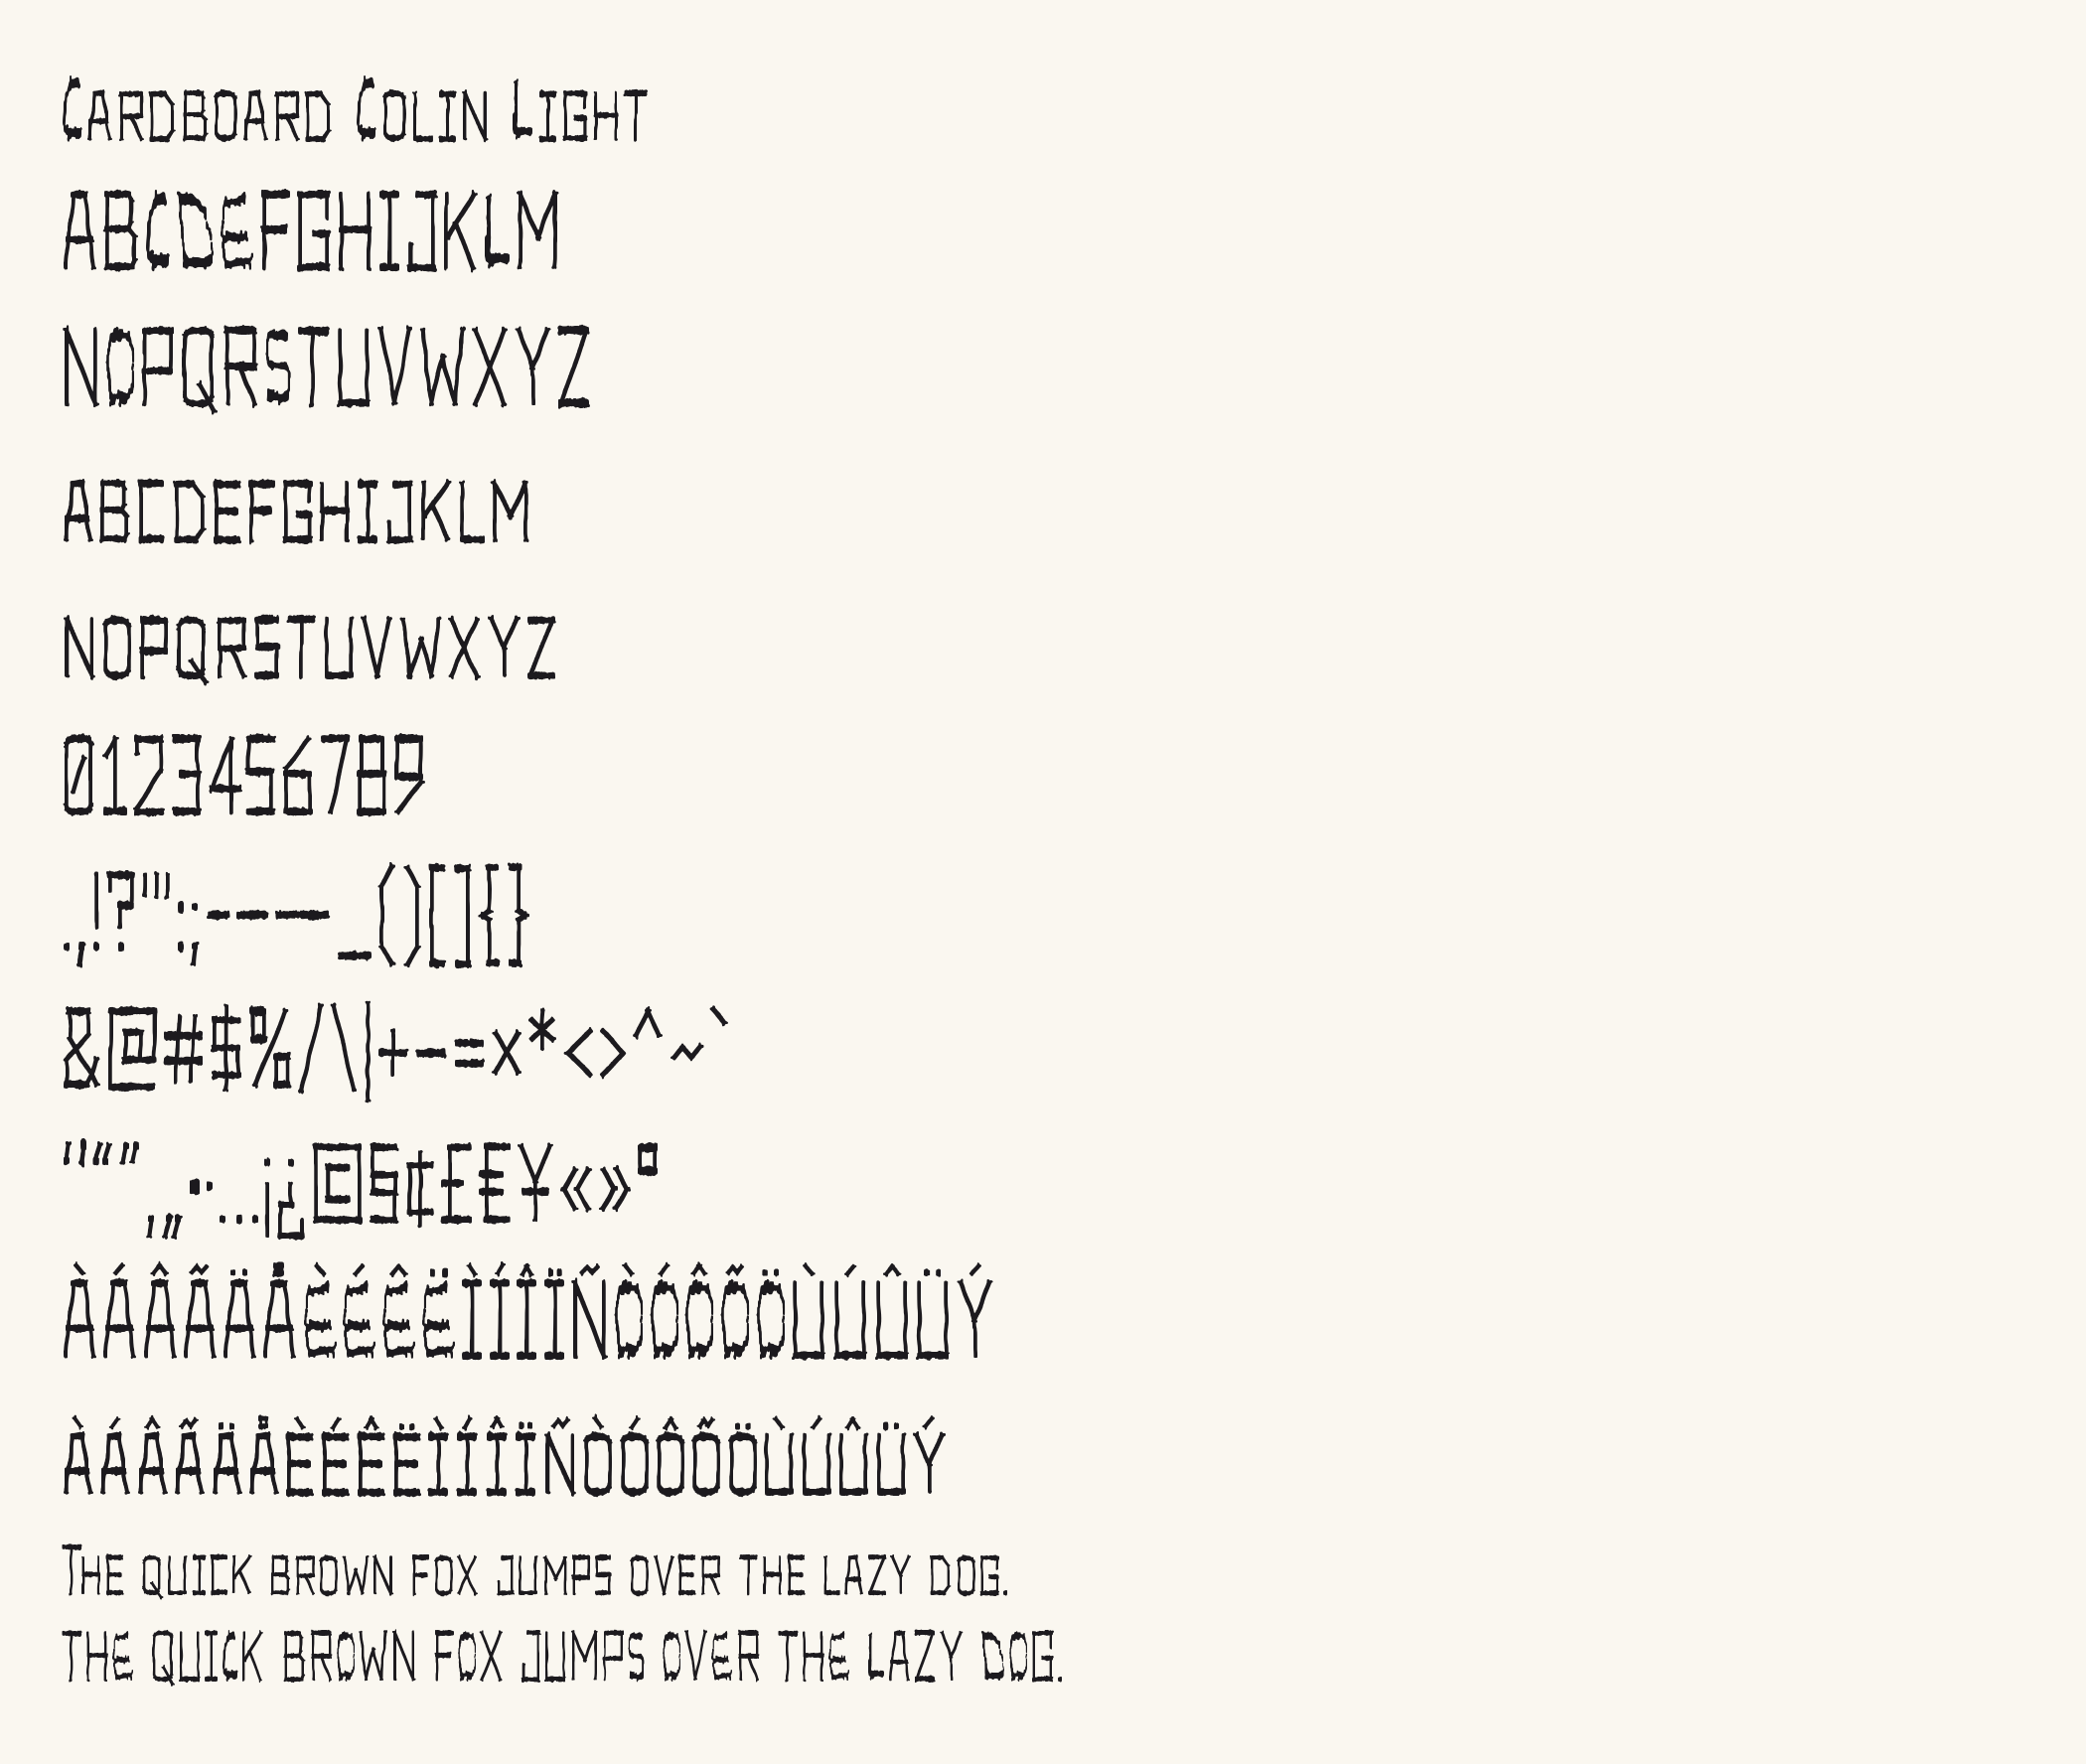 Cardboard Colin Light
ABCDEFGHIJKLM
NOPQRSTUVWXYZ
abcdefghijklm
nopqrstuvwxyz
0123456789
.,!?"':;-–—_()[]{}
&@#$%/\|+−=×*<>^~`
‘’“”‚„•·…¡¿©§¢£€¥«»°
ÀÁÂÃÄÅÈÉÊËÌÍÎÏÑÒÓÔÕÖÙÚÛÜÝ
àáâãäåèéêëìíîïñòóôõöùúûüý
The quick brown fox jumps over the lazy dog.
THE QUICK BROWN FOX JUMPS OVER THE LAZY DOG.